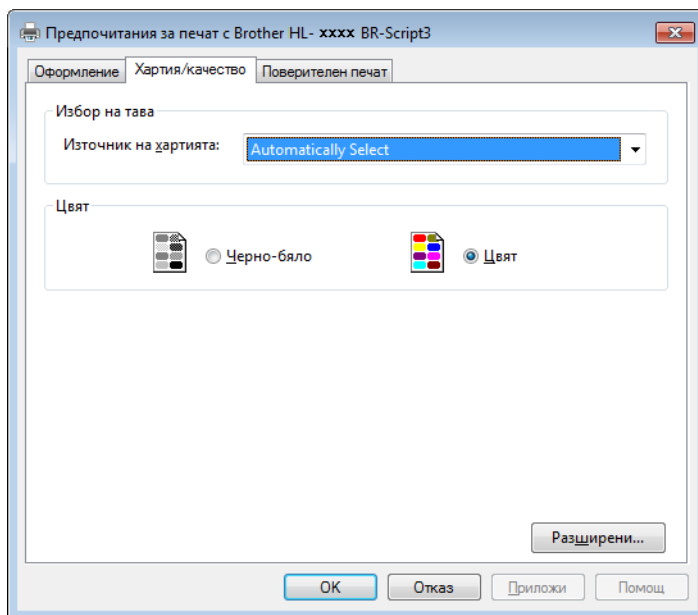 Предпочитания за печат с Brother HL- xxxx BR-Script3
Оформление Хартия/качество Поверителен печат
Избор на тава
Източник на хартията: Automatically Select
Цвят
Черно-бяло Цвят
Разширени...
OK Отказ Приложи Помощ